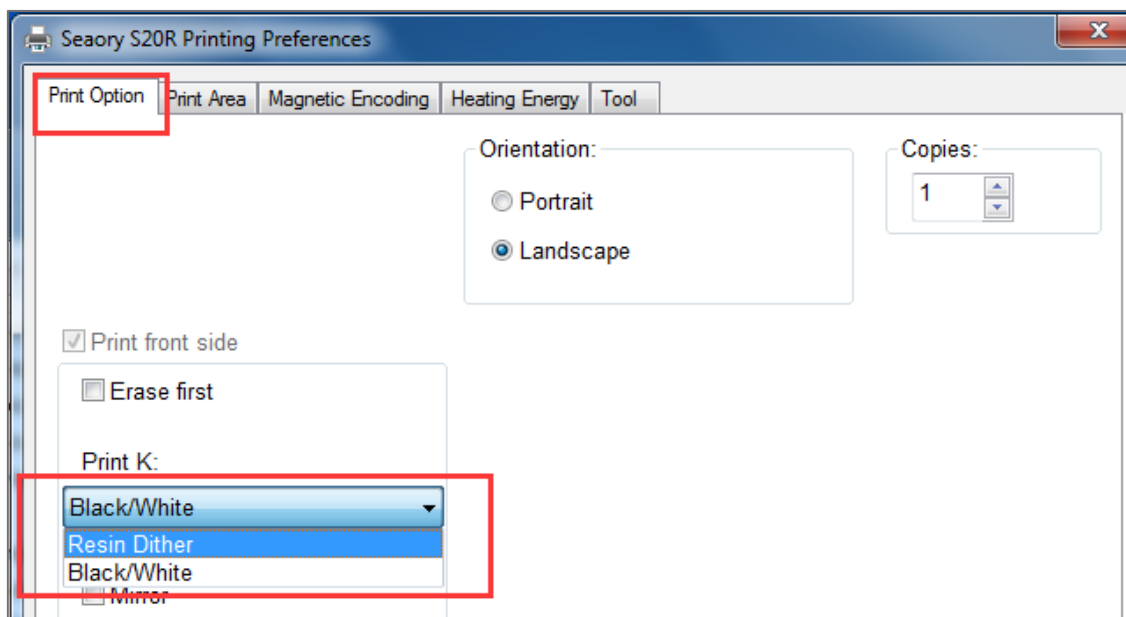 Seaory S20R Printing Preferences
Print Option Print Area Magnetic Encoding Heating Energy Tool
Orientation: Copies:
Portrait 1
Landscape
Print front side
Erase first
Print K:
Black/White
Resin Dither
Black/White
Mirror